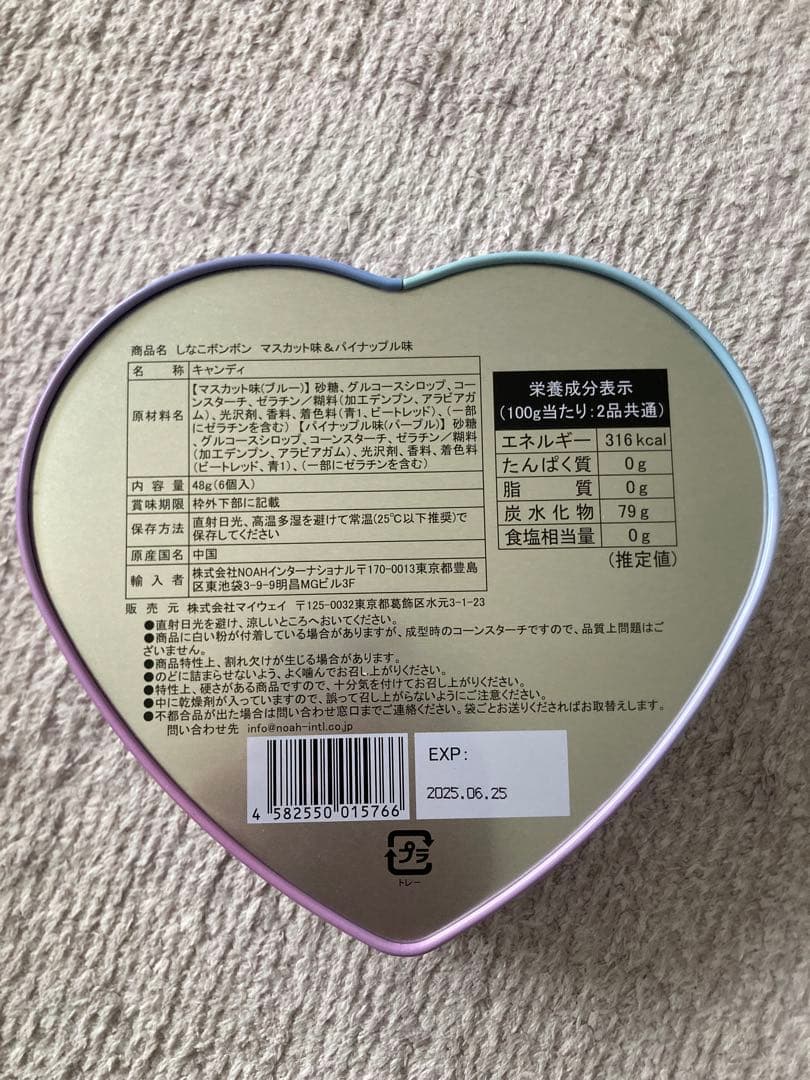 商品名 しなこボンボン マスカット味&パイナップル味
名 称 キャンディ
原材料名
【マスカット味(ブルー)】砂糖、グルコースシロップ、コー
ンスターチ、ゼラチン/糊料(加工デンプン、アラビアガ
ム)、光沢剤、香料、着色料(青1、ビートレッド)、(一部
にゼラチンを含む)【パイナップル味(パープル)】砂糖
、グルコースシロップ、コーンスターチ、ゼラチン/糊料
(加工デンプン、アラビアガム)、光沢剤、香料、着色料
(ビートレッド、青1)、(一部にゼラチンを含む)
内 容 量 48g(6個入)
賞味期限 枠外下部に記載
保存方法 直射日光、高温多湿を避けて常温(25℃以下推奨)で
保存してください
原産国名 中国
輸 入 者 株式会社NOAHインターナショナル〒170-0013東京都豊島
区東池袋3-9-9明昌MGビル3F
販 売 元 株式会社マイウェイ 〒125-0032東京都葛飾区水元3-1-23
栄養成分表示
(100g当たり:2品共通)
エネルギー 316kcal
たんぱく質 0g
脂 質 0g
炭水化物 79g
食塩相当量 0g
(推定値)
●直射日光を避け、涼しいところへおいてください。
●商品に白い粉が付着している場合がありますが、成型時のコーンスターチですので、品質上問題はご
ざいません。
●商品特性上、割れ欠けが生じる場合があります。
●のどに詰まらせないよう、よく噛んでお召し上がりください。
●特性上、硬さがある商品ですので、十分気を付けてお召し上がりください。
●中に乾燥剤が入っていますので、誤って召し上がらないようにご注意ください。
●不都合品が出た場合は問い合わせ窓口までご連絡ください。袋ごとお送りくださればお取替えします。
問い合わせ先 info@noah-intl.co.jp
4 582550 015766
EXP:
2025.06.25
プラ
トレー